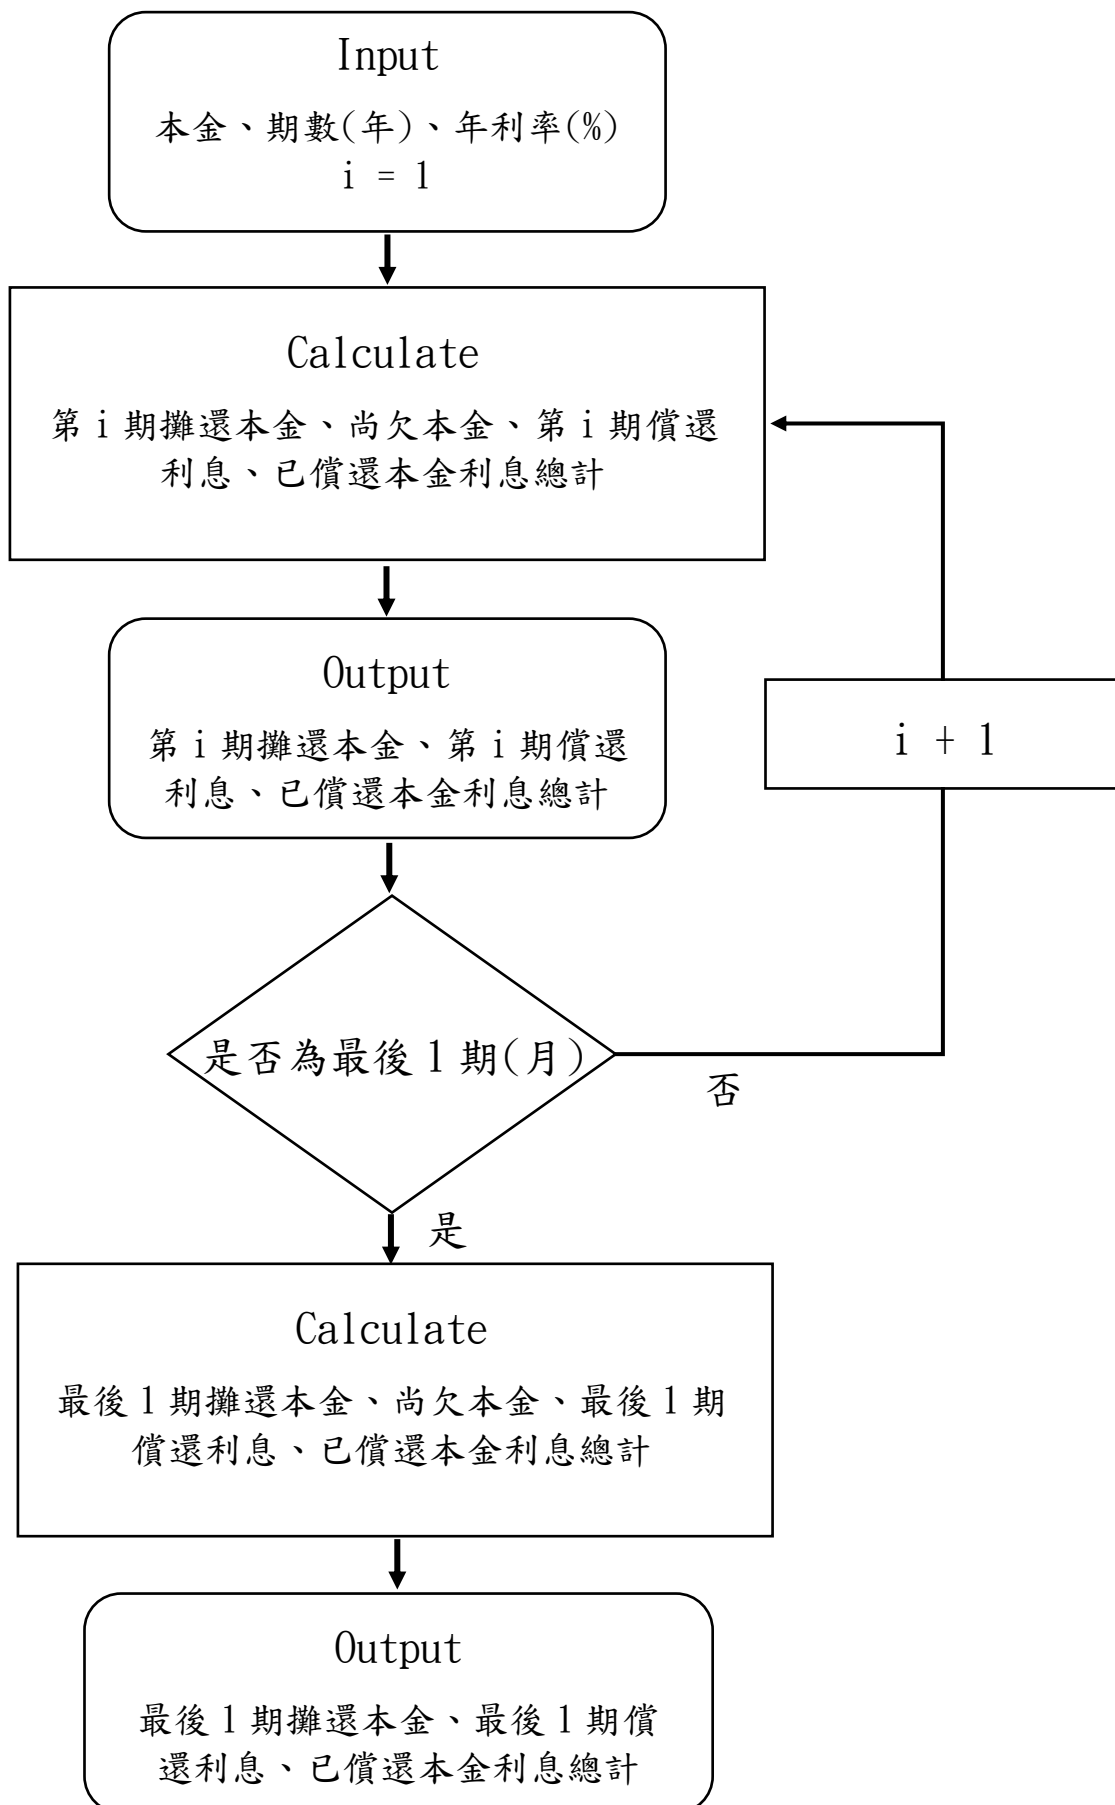 Input
本金、期數(年)、年利率(%)
i = 1
Calculate
第 i 期攤還本金、尚欠本金、第 i 期償還
利息、已償還本金利息總計
Output
第 i 期攤還本金、第 i 期償還
利息、已償還本金利息總計
i + 1
是否為最後 1 期(月)
否
是
Calculate
最後 1 期攤還本金、尚欠本金、最後 1 期
償還利息、已償還本金利息總計
Output
最後 1 期攤還本金、最後 1 期償
還利息、已償還本金利息總計